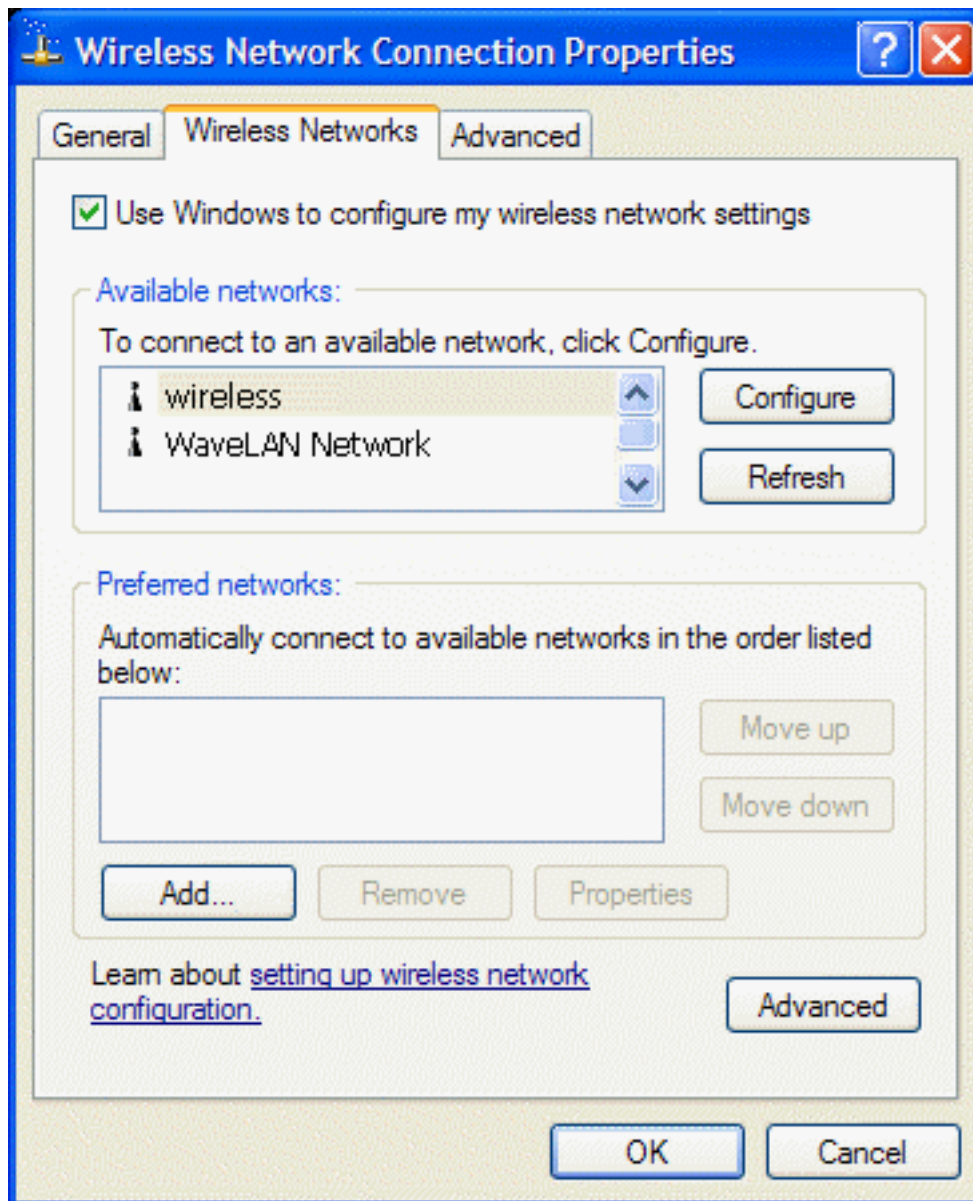 Wireless Network Connection Properties
General Wireless Networks Advanced
Use Windows to configure my wireless network settings
Available networks:
To connect to an available network, click Configure.
wireless
WaveLAN Network
Configure
Refresh
Preferred networks:
Automatically connect to available networks in the order listed
below:
Move up
Move down
Add... Remove Properties
Learn about setting up wireless network
configuration.
Advanced
OK Cancel